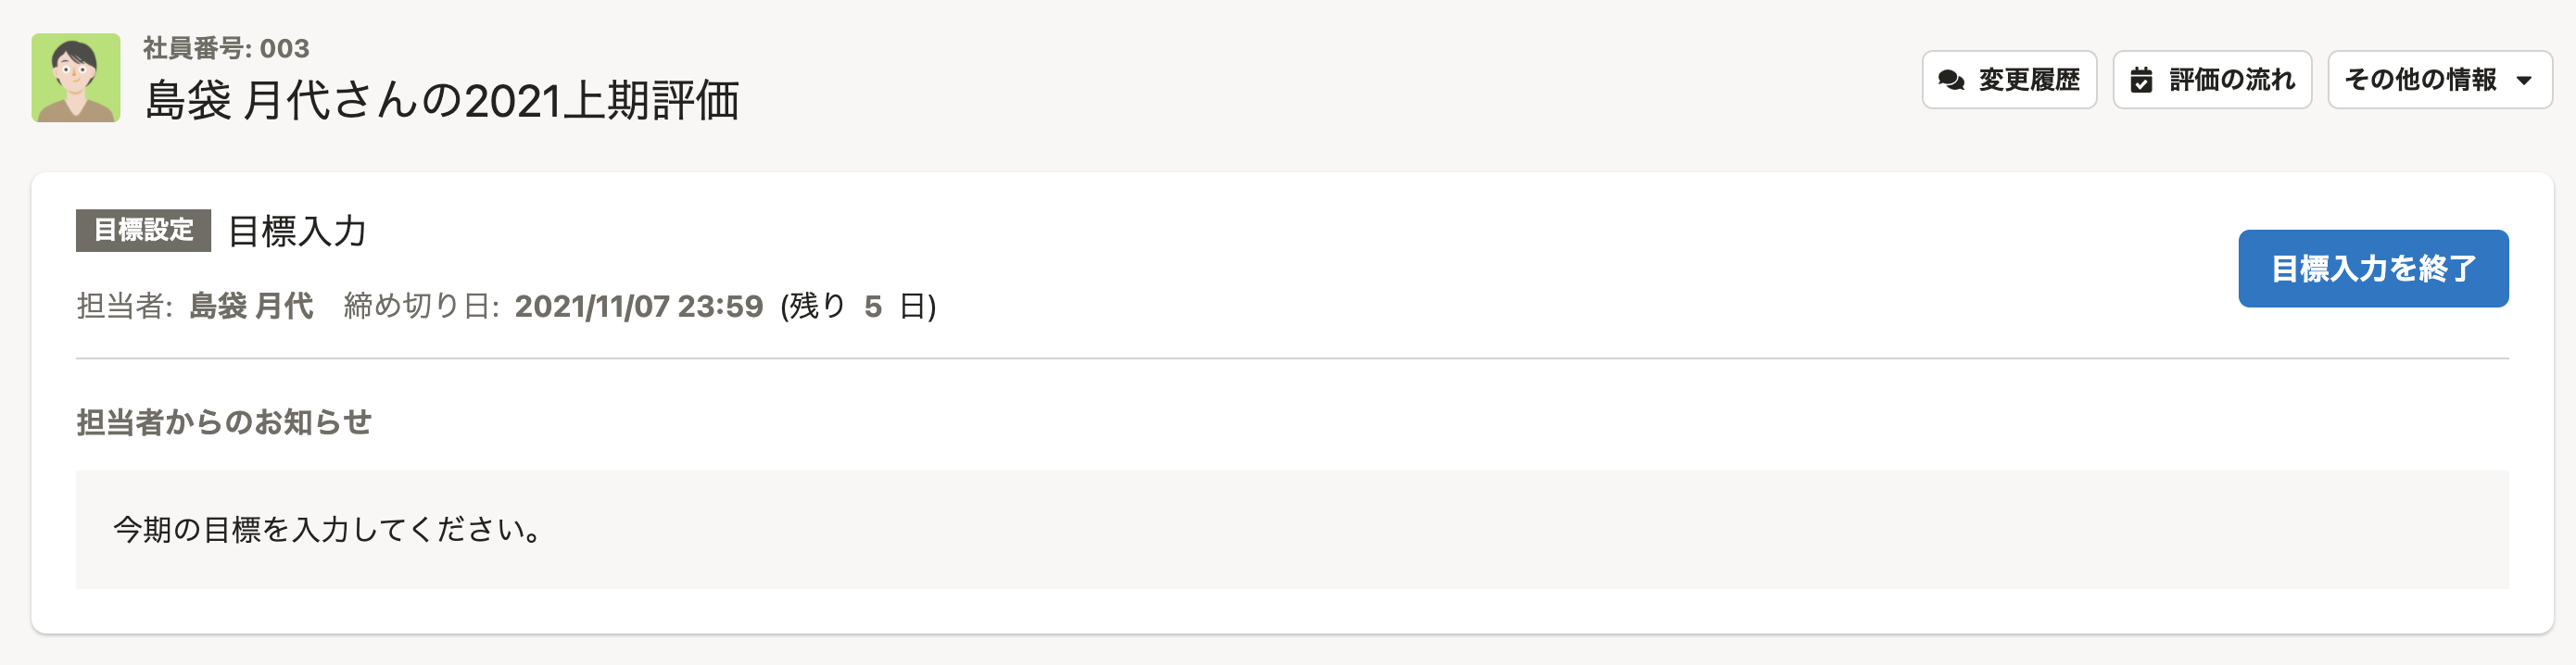 社員番号: 003
島袋 月代さんの2021上期評価
変更履歴
評価の流れ
その他の情報
目標設定 目標入力
目標入力を終了
担当者: 島袋 月代 締め切り日: 2021/11/07 23:59 (残り 5 日)
担当者からのお知らせ
今期の目標を入力してください。